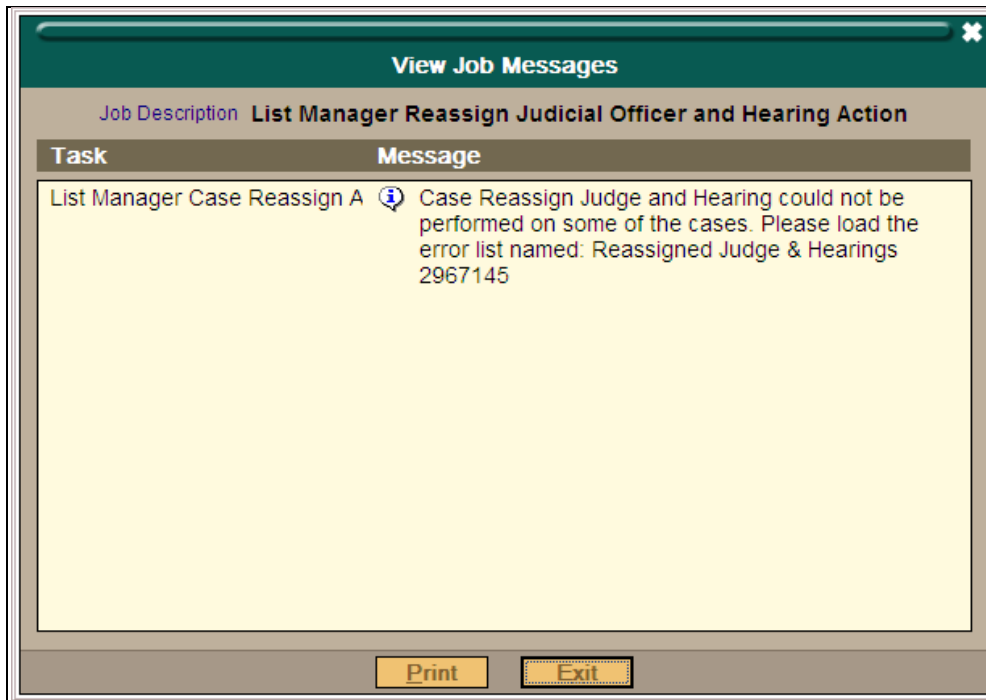 View Job Messages
Job Description List Manager Reassign Judicial Officer and Hearing Action
Task Message
List Manager Case Reassign A Case Reassign Judge and Hearing could not be
performed on some of the cases. Please load the
error list named: Reassigned Judge & Hearings
2967145
Print Exit